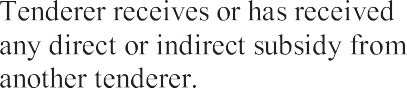 Tenderer receives or has received
any direct or indirect subsidy from
another tenderer.